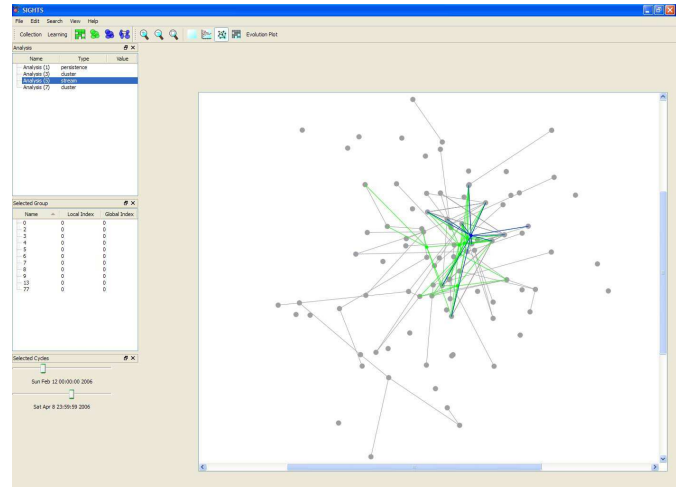 SIGHTS
File Edit Search View Help
Collection Learning Evolution Plot
Analysis
Name Type Value
Analysis (1) persistence
Analysis (3) cluster
Analysis (5) stream
Analysis (7) cluster
Selected Group
Name Local Index Global Index
0 0 0
2 0 0
3 0 0
4 0 0
5 0 0
6 0 0
7 0 0
8 0 0
9 0 0
13 0 0
77 0 0
Selected Cycles
Sun Feb 12 00:00:00 2006
Sat Apr 8 23:59:59 2006